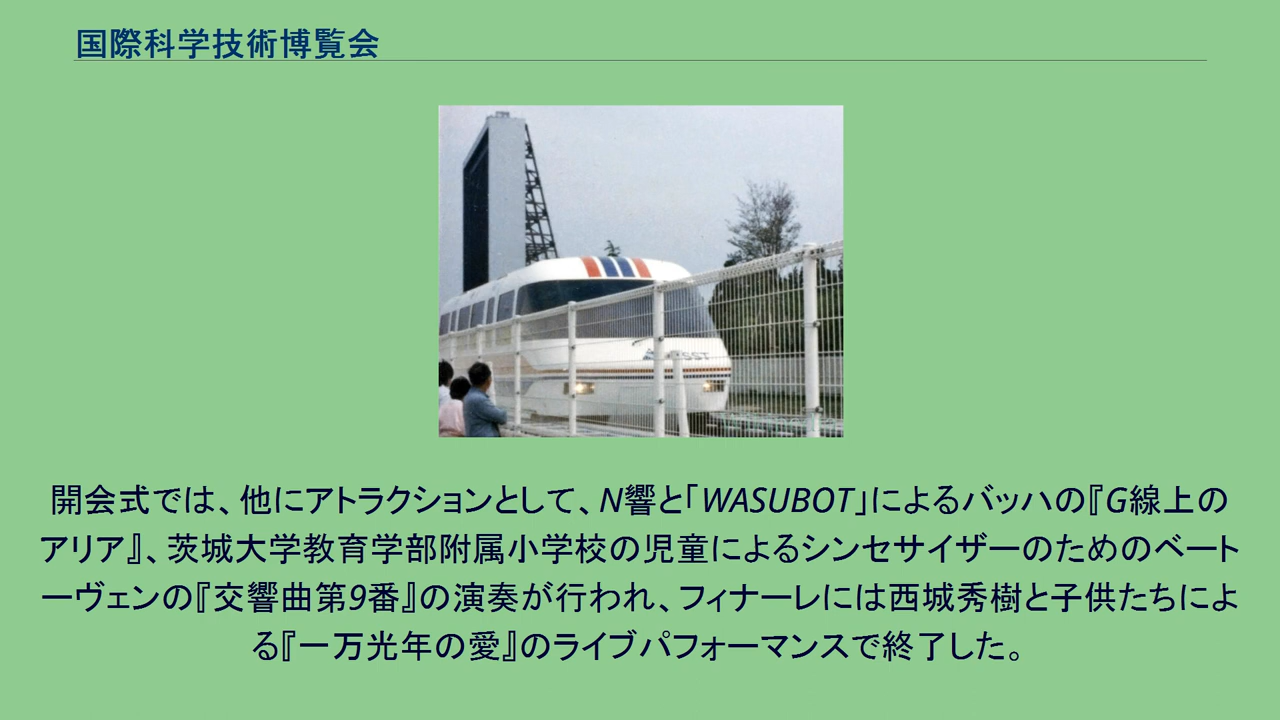 国際科学技術博覧会
SST
開会式では、他にアトラクションとして、N響と「WASUBOT」によるバッハの『G線上の
アリア』、茨城大学教育学部附属小学校の児童によるシンセサイザーのためのベート
ーヴェンの『交響曲第9番』の演奏が行われ、フィナーレには西城秀樹と子供たちによ
る『一万光年の愛』のライブパフォーマンスで終了した。